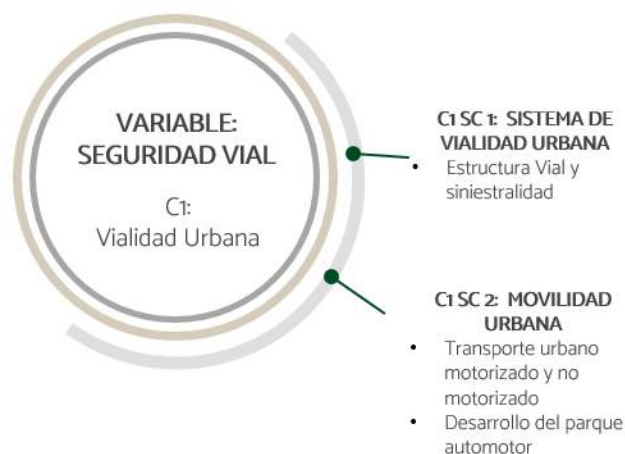 VARIABLE:
SEGURIDAD VIAL
C1:
Vialidad Urbana
C1 SC 1: SISTEMA DE
VIALIDAD URBANA
• Estructura Vial y
siniestralidad
C1 SC 2: MOVILIDAD
URBANA
• Transporte urbano
motorizado y no
motorizado
• Desarrollo del parque
automotor